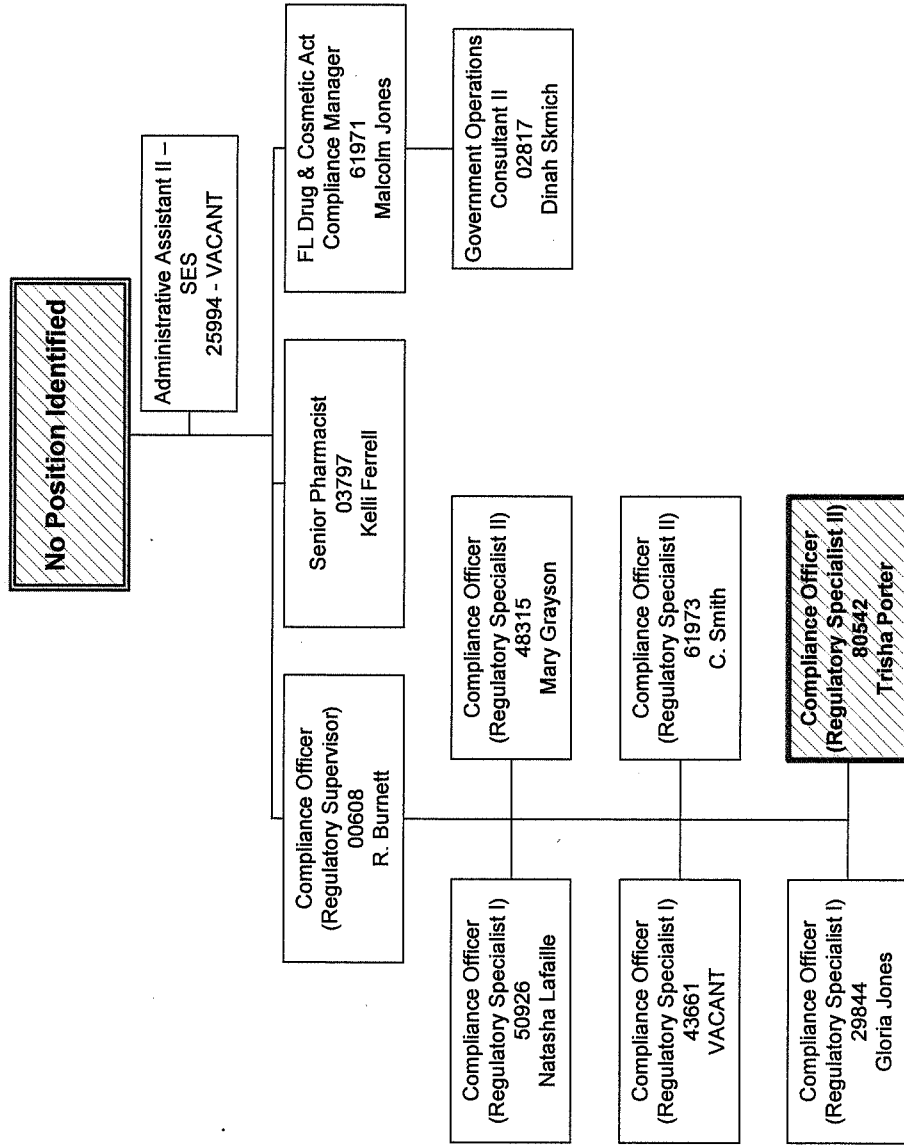 No Position Identified
Administrative Assistant II –
SES
25994 - VACANT
Compliance Officer
(Regulatory Supervisor)
00608
R. Burnett
Senior Pharmacist
03797
Kelli Ferrell
FL Drug & Cosmetic Act
Compliance Manager
61971
Malcolm Jones
Compliance Officer
(Regulatory Specialist I)
50926
Natasha Lafaille
Compliance Officer
(Regulatory Specialist II)
48315
Mary Grayson
Government Operations
Consultant II
02817
Dinah Skmich
Compliance Officer
(Regulatory Specialist I)
43661
VACANT
Compliance Officer
(Regulatory Specialist II)
61973
C. Smith
Compliance Officer
(Regulatory Specialist I)
29844
Gloria Jones
Compliance Officer
(Regulatory Specialist II)
80542
Trisha Porter